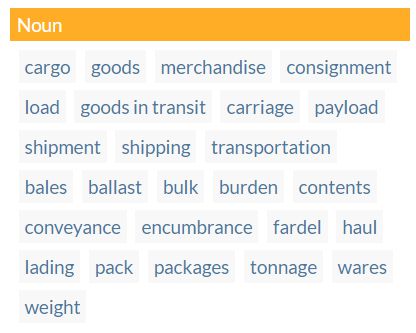 Noun
cargo goods merchandise consignment
load goods in transit carriage payload
shipment shipping transportation
bales ballast bulk burden contents
conveyance encumbrance fardel haul
lading pack packages tonnage wares
weight